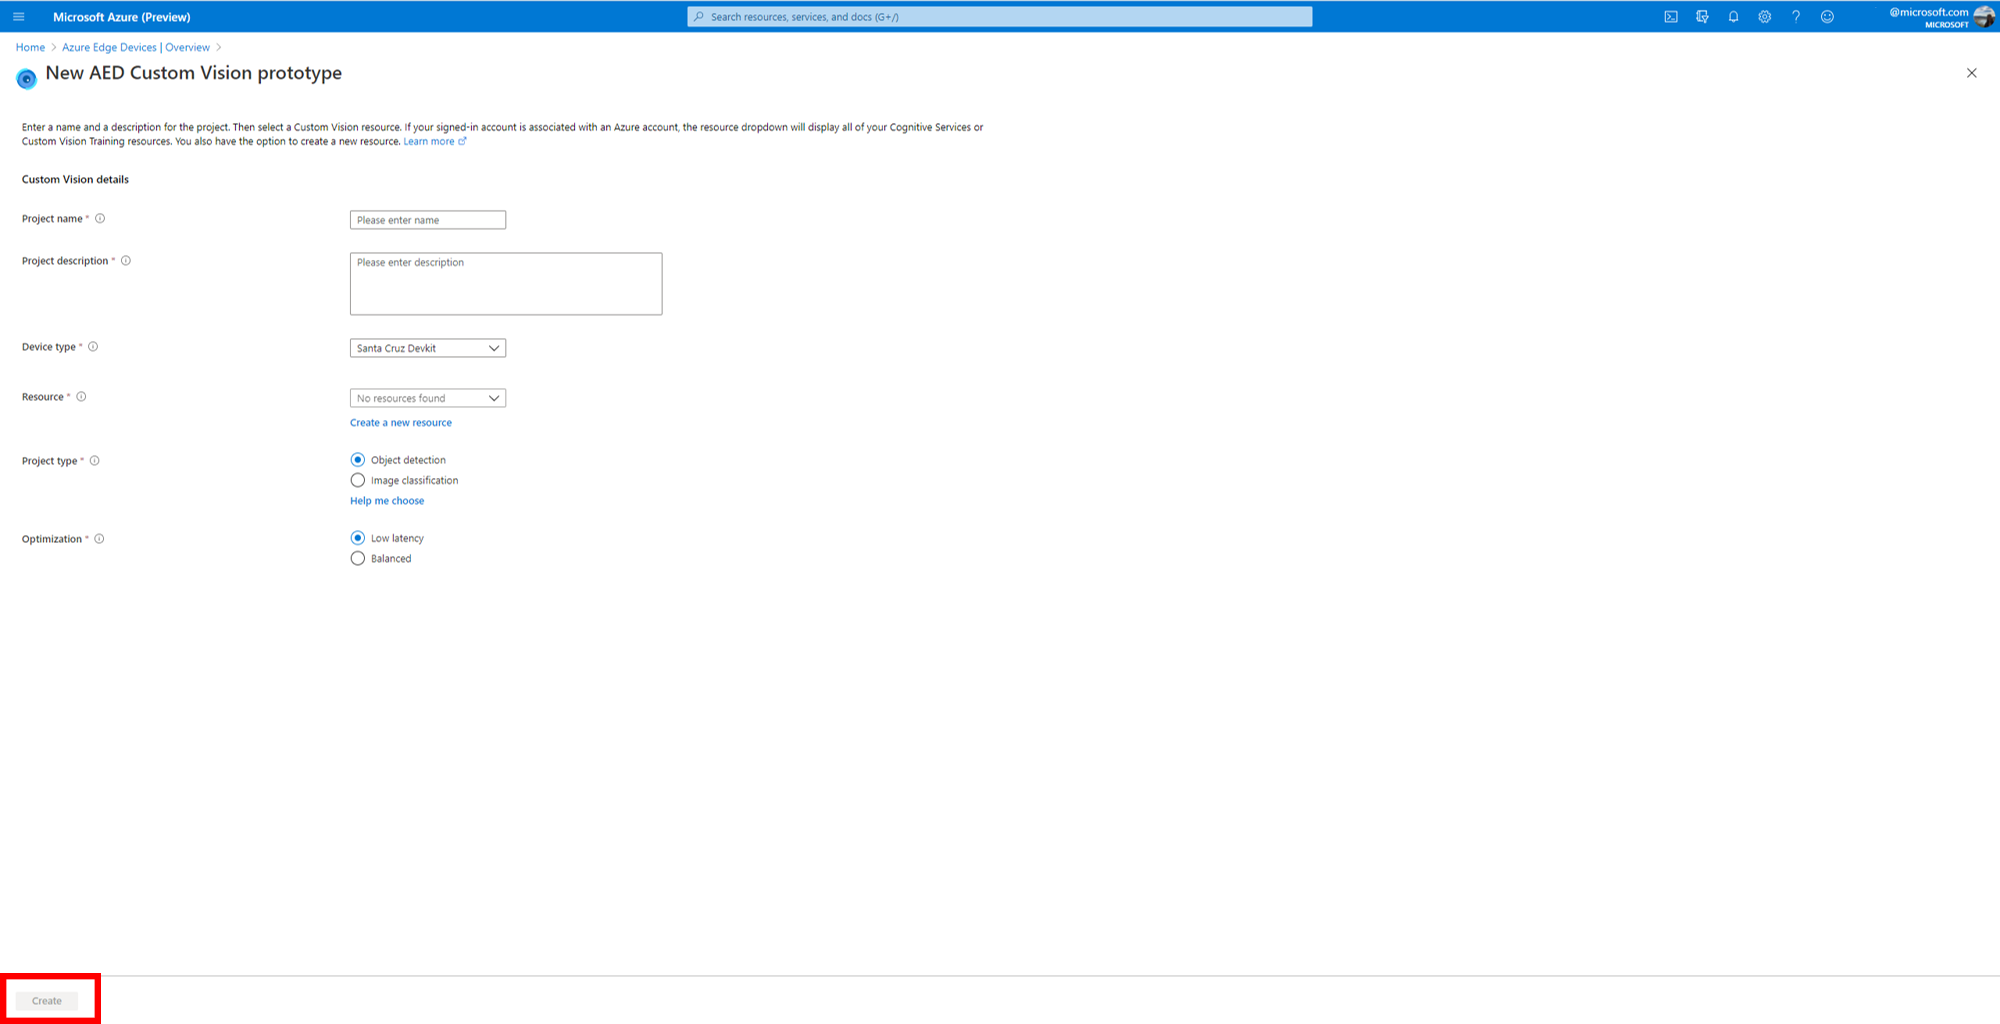 Microsoft Azure (Preview)
Search resources, services, and docs (G+/)
@microsoft.com
MICROSOFT
Home > Azure Edge Devices | Overview >
New AED Custom Vision prototype
Enter a name and a description for the project. Then select a Custom Vision resource. If your signed-in account is associated with an Azure account, the resource dropdown will display all of your Cognitive Services or
Custom Vision Training resources. You also have the option to create a new resource. Learn more
Custom Vision details
Project name *
Please enter name
Project description *
Please enter description
Device type *
Santa Cruz Devkit
Resource *
No resources found
Create a new resource
Project type *
Object detection
Image classification
Help me choose
Optimization *
Low latency
Balanced
Create